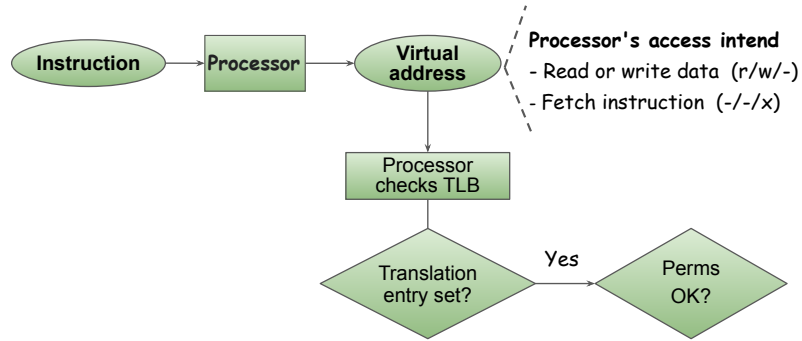 Instruction
Processor
Virtual
address
Processor's access intend
- Read or write data (r/w/-)
- Fetch instruction (-/-/x)
Processor
checks TLB
Translation
entry set?
Yes
Perms
OK?